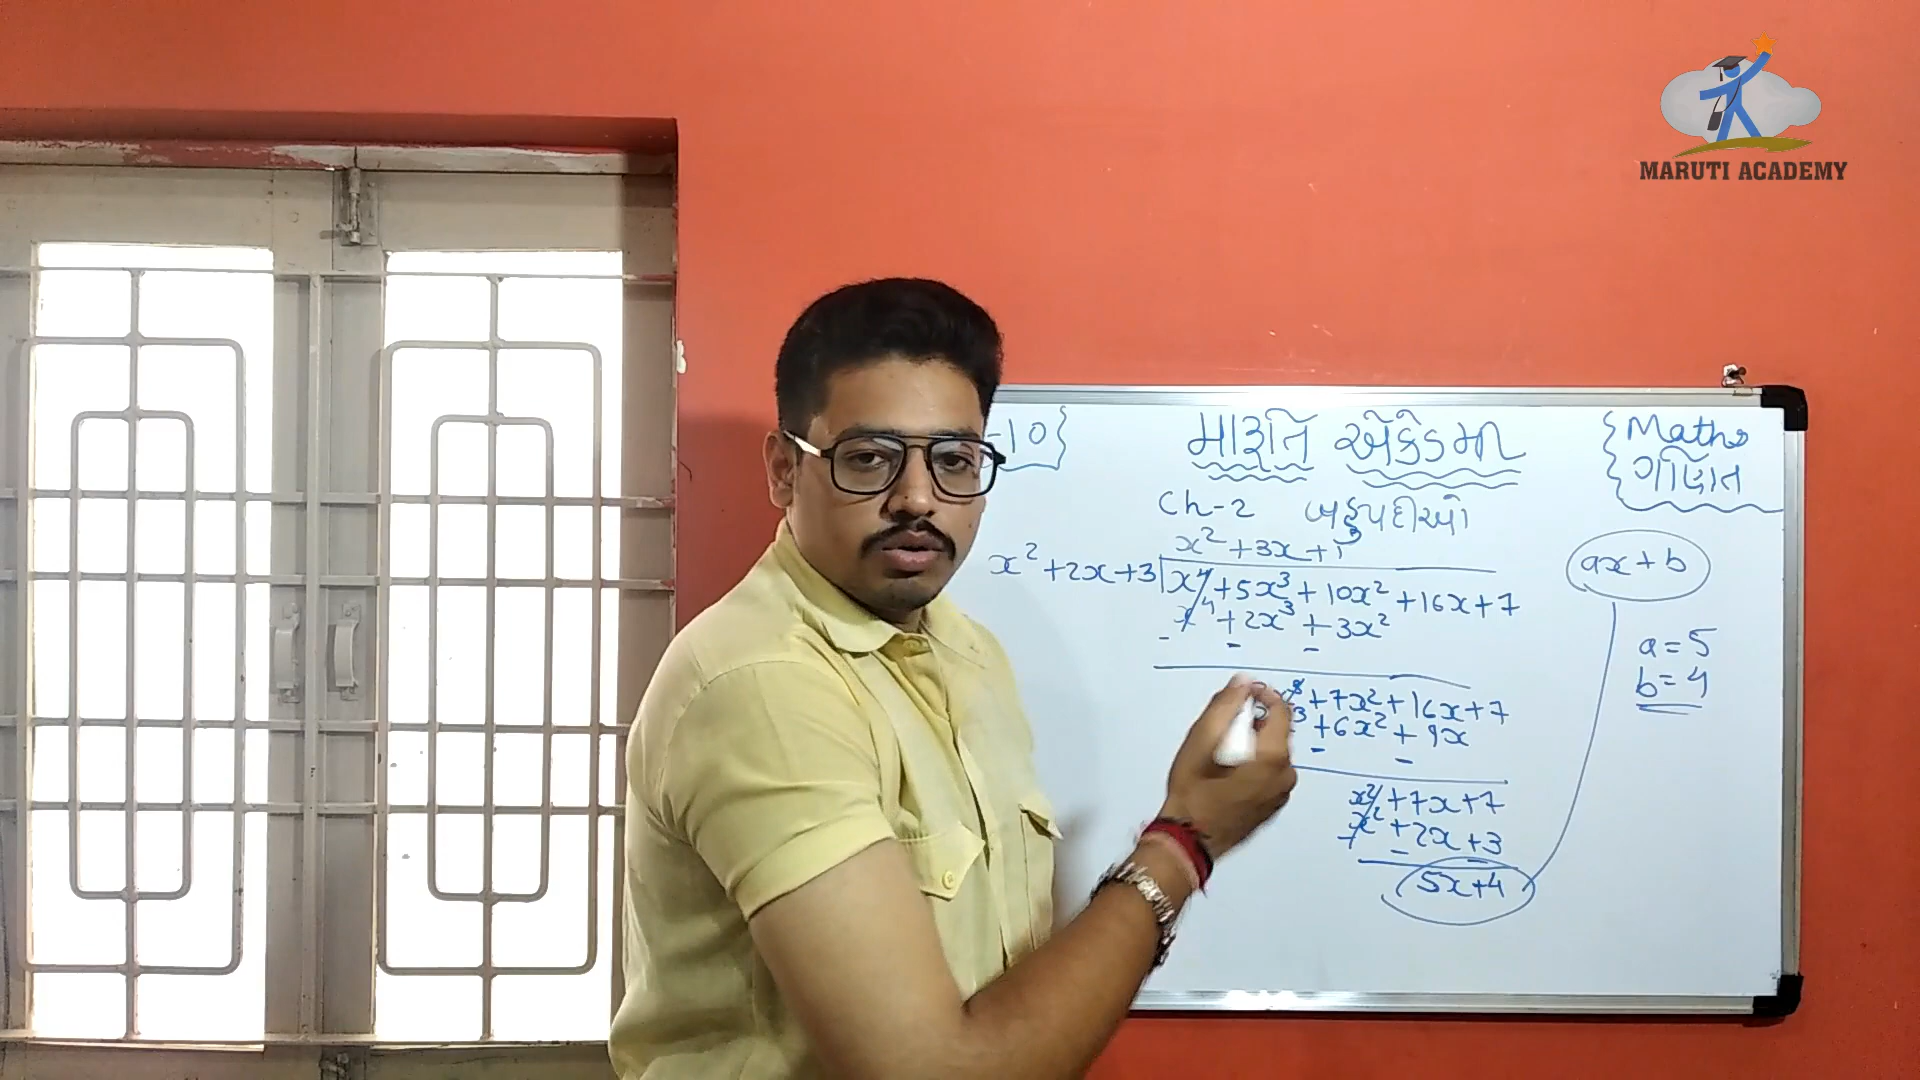 MARUTI ACADEMY
-10
મારૂતિ એકેડમી
Maths
ગણિત
Ch-2 બહુપદીઓ
x² + 3x + 1
x² + 2x + 3 x⁴ + 5x³ + 10x² + 16x + 7
x⁴ + 2x³ + 3x²
- - -
+ 7x² + 16x + 7
+ 6x² + 9x
- -
x² + 7x + 7
x² + 2x + 3
- - -
5x + 4
ax + b
a = 5
b = 4